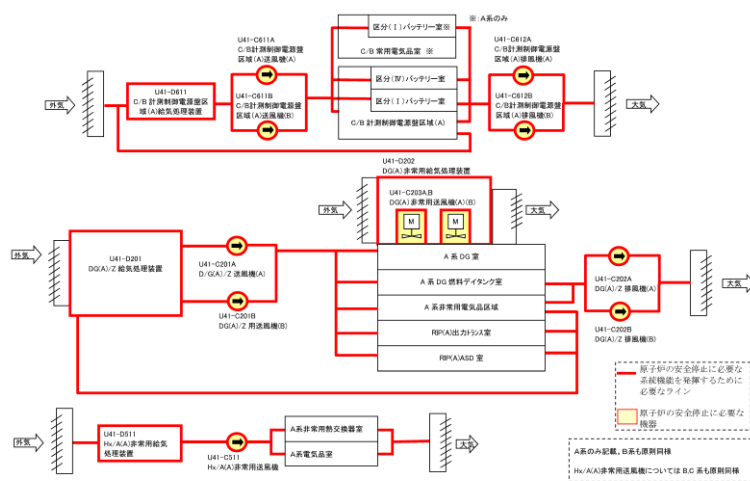 ※:A系のみ
U41-C611A
C/B計測制御電源盤
区域(A)送風機(A)
区分(Ⅰ)バッテリー室※
C/B 常用電気品室 ※
U41-C612A
C/B計測制御電源盤
区域(A)排風機(A)
外気
U41-D611
C/B 計測制御電源盤区
域(A)給気処理装置
U41-C611B
C/B計測制御電源盤
区域(A)送風機(B)
区分(Ⅳ)バッテリー室
区分(Ⅰ)バッテリー室
C/B 計測制御電源盤区域(A)
U41-C612B
C/B計測制御電源盤
区域(A)排風機(B)
大気
U41-D202
DG(A)非常用給気処理装置
外気
U41-C203A,B
DG(A)非常用送風機(A)(B)
M
M
大気
外気
U41-D201
DG(A)/Z 給気処理装置
U41-C201A
D/G(A)/Z 送風機(A)
U41-C201B
DG(A)/Z 用送風機(B)
A系DG室
A系DG燃料デイタンク室
A系非常用電気品区域
RIP(A)出力トランス室
RIP(A)ASD 室
U41-C202A
DG(A)/Z 排風機(A)
U41-C202B
DG(A)/Z 排風機(B)
大気
原子炉の安全停止に必要な
系統機能を発揮するために
必要なライン
原子炉の安全停止に必要な
機器
外気
U41-D511
Hx/A(A)非常用給気
処理装置
U41-C511
Hx/A(A)非常用送風機
A系非常用熱交換器室
A系電気品室
大気
A系のみ記載、B系も原則同様
Hx/A(A)非常用送風機については B,C 系も原則同様